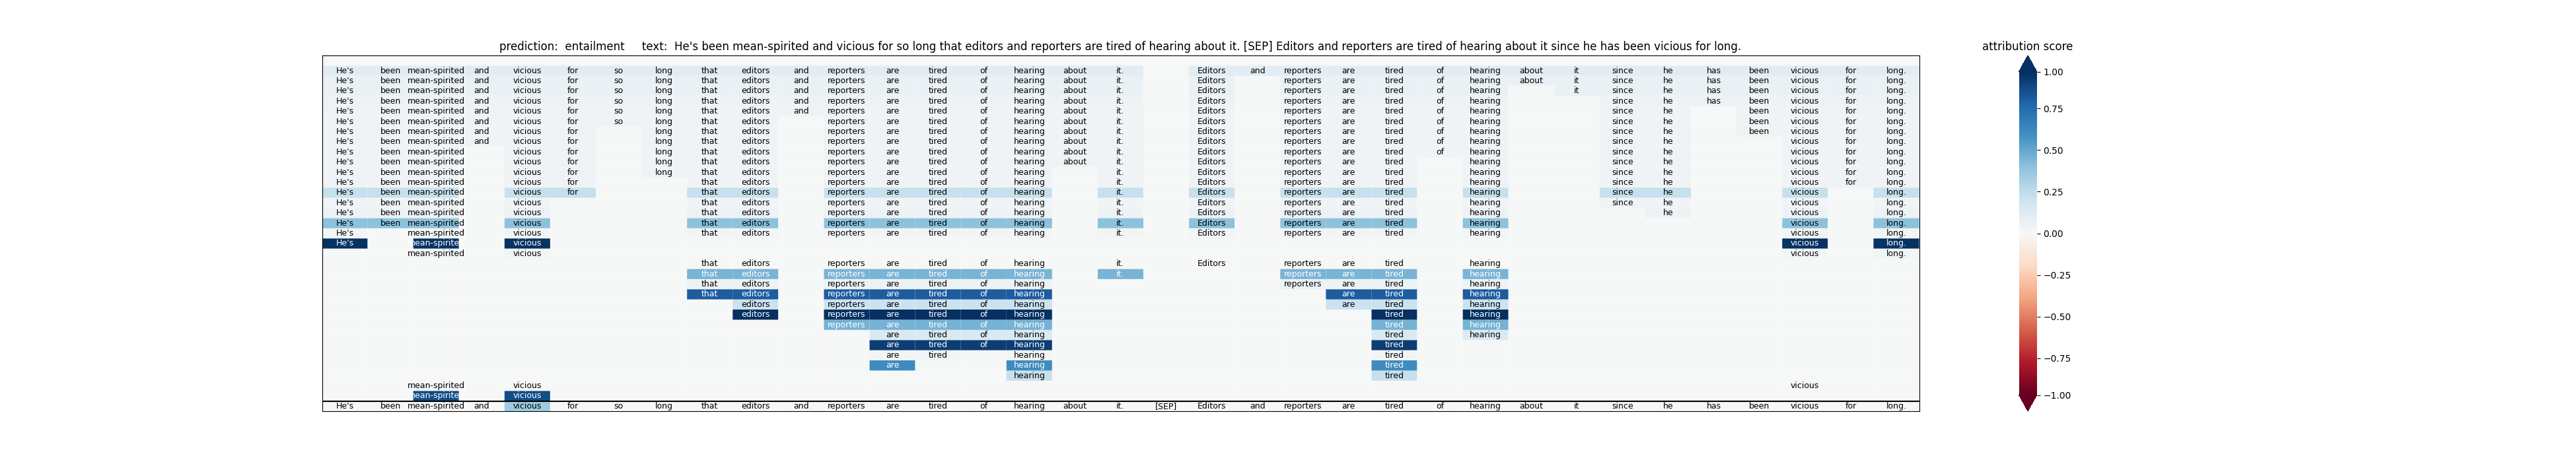 prediction: entailment text: He's been mean-spirited and vicious for so long that editors and reporters are tired of hearing about it. [SEP] Editors and reporters are tired of hearing about it since he has been vicious for long.
attribution score
He's been mean-spirited and vicious for so long that editors and reporters are tired of hearing about it. Editors and reporters are tired of hearing about it since he has been vicious for long.
He's been mean-spirited and vicious for so long that editors and reporters are tired of hearing about it. Editors reporters are tired of hearing about it since he has been vicious for long.
He's been mean-spirited and vicious for so long that editors and reporters are tired of hearing about it. Editors reporters are tired of hearing it since he has been vicious for long.
He's been mean-spirited and vicious for so long that editors and reporters are tired of hearing about it. Editors reporters are tired of hearing since he has been vicious for long.
He's been mean-spirited and vicious for so long that editors and reporters are tired of hearing about it. Editors reporters are tired of hearing since he been vicious for long.
He's been mean-spirited and vicious for so long that editors reporters are tired of hearing about it. Editors reporters are tired of hearing since he been vicious for long.
He's been mean-spirited and vicious for long that editors reporters are tired of hearing about it. Editors reporters are tired of hearing since he been vicious for long.
He's been mean-spirited and vicious for long that editors reporters are tired of hearing about it. Editors reporters are tired of hearing since he vicious for long.
He's been mean-spirited vicious for long that editors reporters are tired of hearing about it. Editors reporters are tired of hearing since he vicious for long.
He's been mean-spirited vicious for long that editors reporters are tired of hearing about it. Editors reporters are tired hearing since he vicious for long.
He's been mean-spirited vicious for long that editors reporters are tired of hearing it. Editors reporters are tired hearing since he vicious for long.
He's been mean-spirited vicious for that editors reporters are tired of hearing it. Editors reporters are tired hearing since he vicious for long.
He's been mean-spirited vicious for that editors reporters are tired of hearing it. Editors reporters are tired hearing since he vicious long.
He's been mean-spirited vicious that editors reporters are tired of hearing it. Editors reporters are tired hearing since he vicious long.
He's been mean-spirited vicious that editors reporters are tired of hearing it. Editors reporters are tired hearing he vicious long.
He's been mean-spirited vicious that editors reporters are tired of hearing it. Editors reporters are tired hearing vicious long.
He's mean-spirited vicious that editors reporters are tired of hearing it. Editors reporters are tired hearing vicious long.
He's ean-spirite vicious vicious long.
mean-spirited vicious vicious long.
that editors reporters are tired of hearing it. Editors reporters are tired hearing
that editors reporters are tired of hearing it. reporters are tired hearing
that editors reporters are tired of hearing reporters are tired hearing
that editors reporters are tired of hearing are tired hearing
editors reporters are tired of hearing are tired hearing
editors reporters are tired of hearing tired hearing
reporters are tired of hearing tired hearing
are tired of hearing tired hearing
are tired of hearing tired
are tired hearing tired
are hearing tired
hearing tired
mean-spirited vicious vicious
ean-spirite vicious
He's been mean-spirited and vicious for so long that editors and reporters are tired of hearing about it. [SEP] Editors and reporters are tired of hearing about it since he has been vicious for long.
1.00
0.75
0.50
0.25
0.00
−0.25
−0.50
−0.75
−1.00